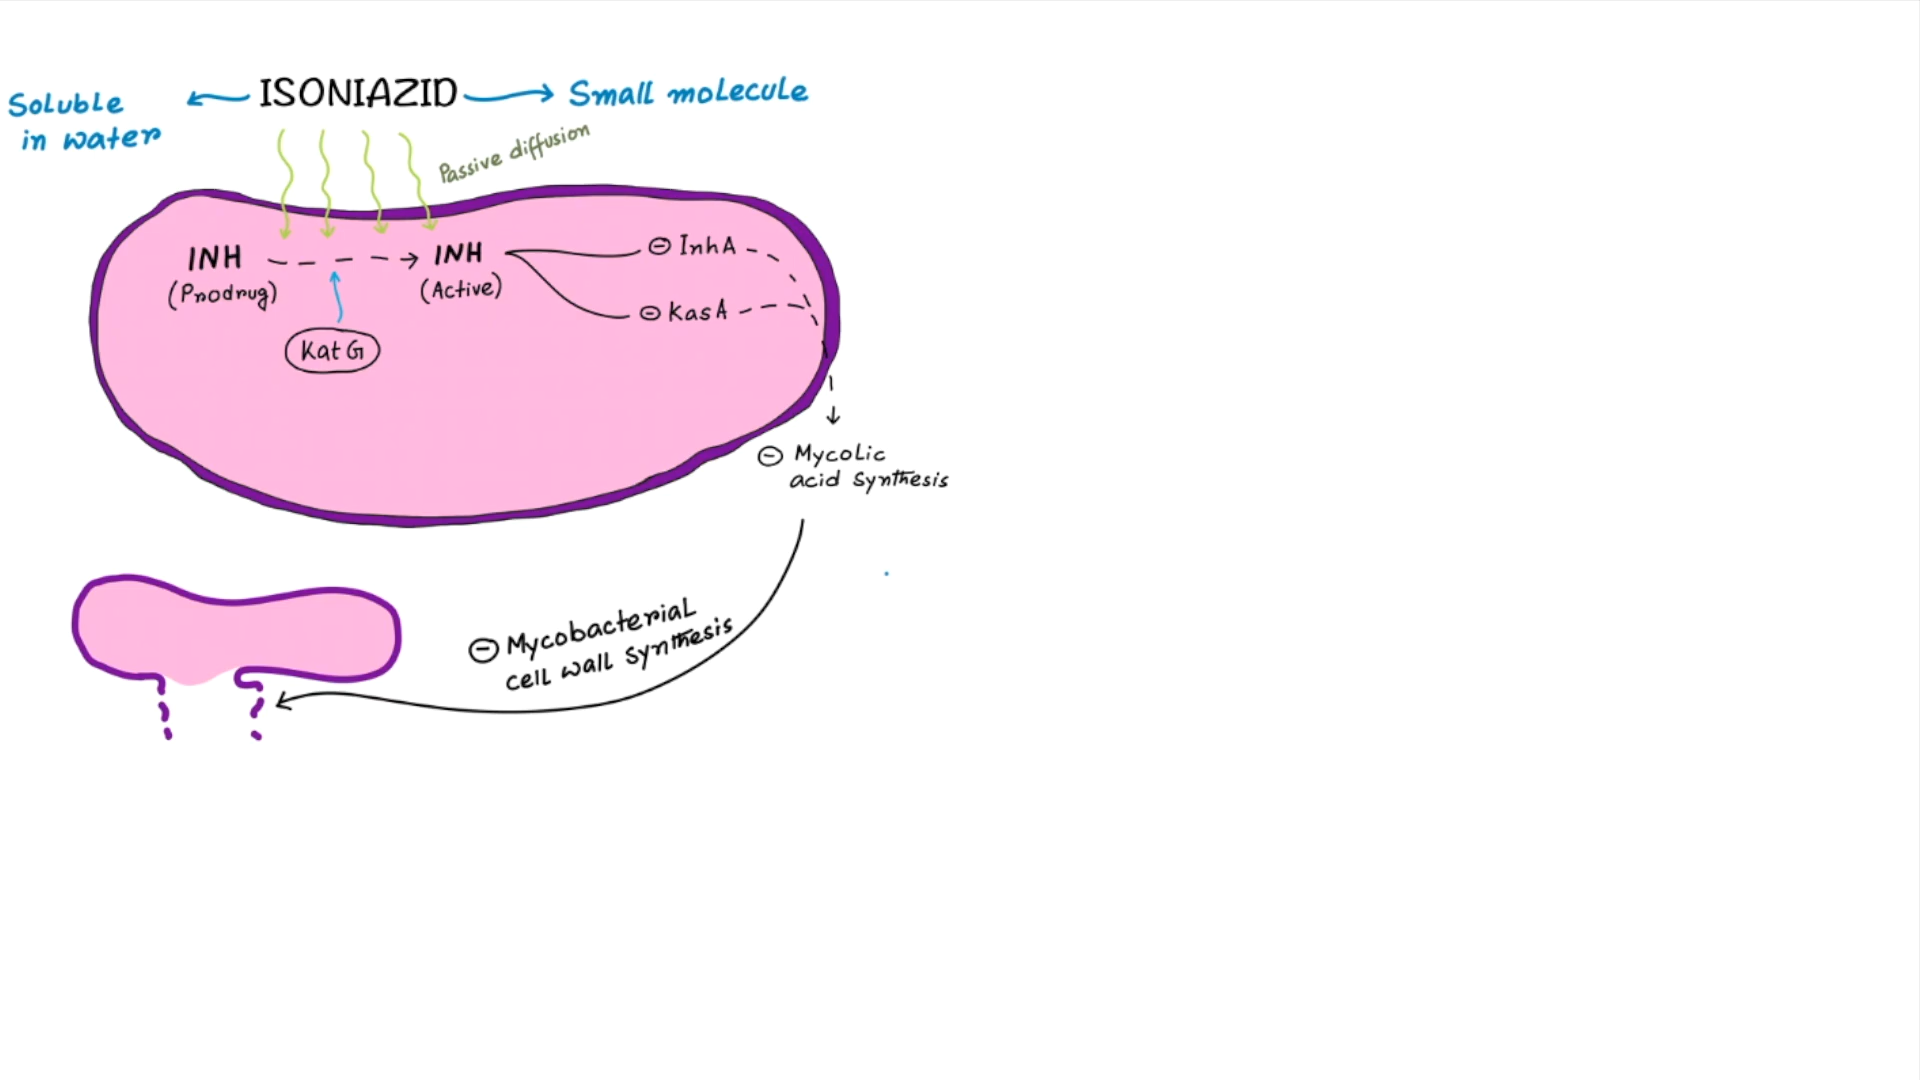 ISONIAZID
Soluble
in water
Small molecule
Passive diffusion
INH
(Prodrug)
INH
(Active)
Kat G
⊖ InhA
⊖ KasA
⊖ Mycolic
acid synthesis
⊖ Mycobacterial
cell wall synthesis